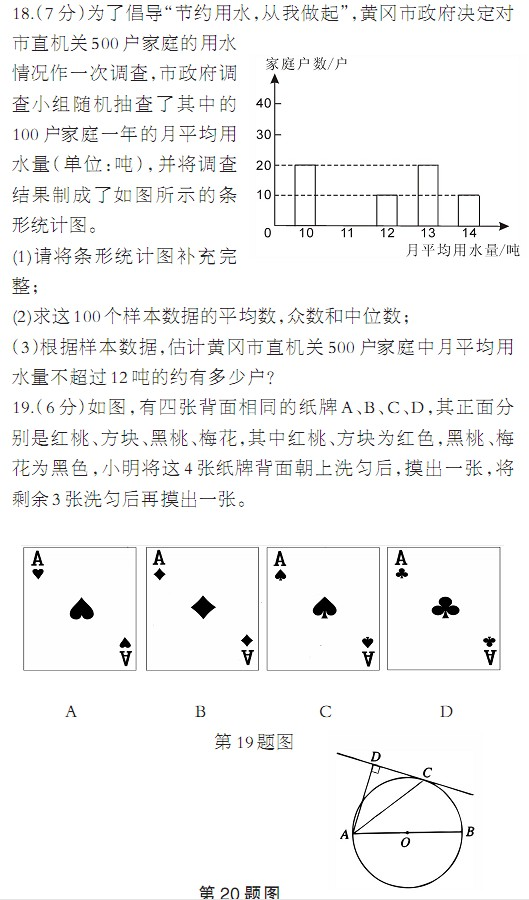 18.(7分)为了倡导“节约用水,从我做起”,黄冈市政府决定对
市直机关500户家庭的用水
情况作一次调查,市政府调
查小组随机抽查了其中的
100户家庭一年的月平均用
水量(单位:吨),并将调查
结果制成了如图所示的条
形统计图。
(1)请将条形统计图补充完
整;
家庭户数/户
40
30
20
10
0 10 11 12 13 14
月平均用水量/吨
(2)求这100个样本数据的平均数,众数和中位数;
(3)根据样本数据,估计黄冈市直机关500户家庭中月平均用
水量不超过12吨的约有多少户?
19.(6分)如图,有四张背面相同的纸牌A、B、C、D,其正面分
别是红桃、方块、黑桃、梅花,其中红桃、方块为红色,黑桃、梅
花为黑色,小明将这4张纸牌背面朝上洗匀后,摸出一张,将
剩余3张洗匀后再摸出一张。
A A A A
A A A A
A B C D
第19题图
D
C
A
O
B
第20题图